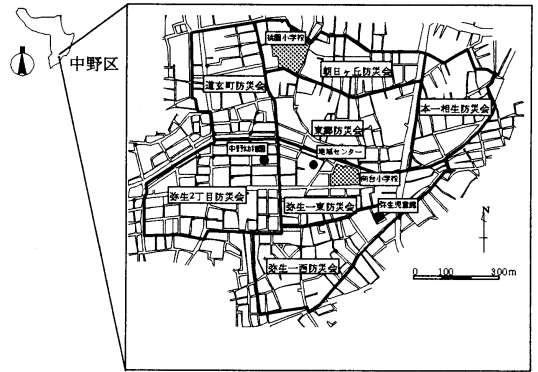 中野区
桃園小学校
朝日ヶ丘防災会
道玄町防災会
本一相生防災会
東郷防災会
地域センター
向台小学校
弥生2丁目防災会
弥生一東防災会
弥生児童館
弥生一西防災会
N
0 100 300m